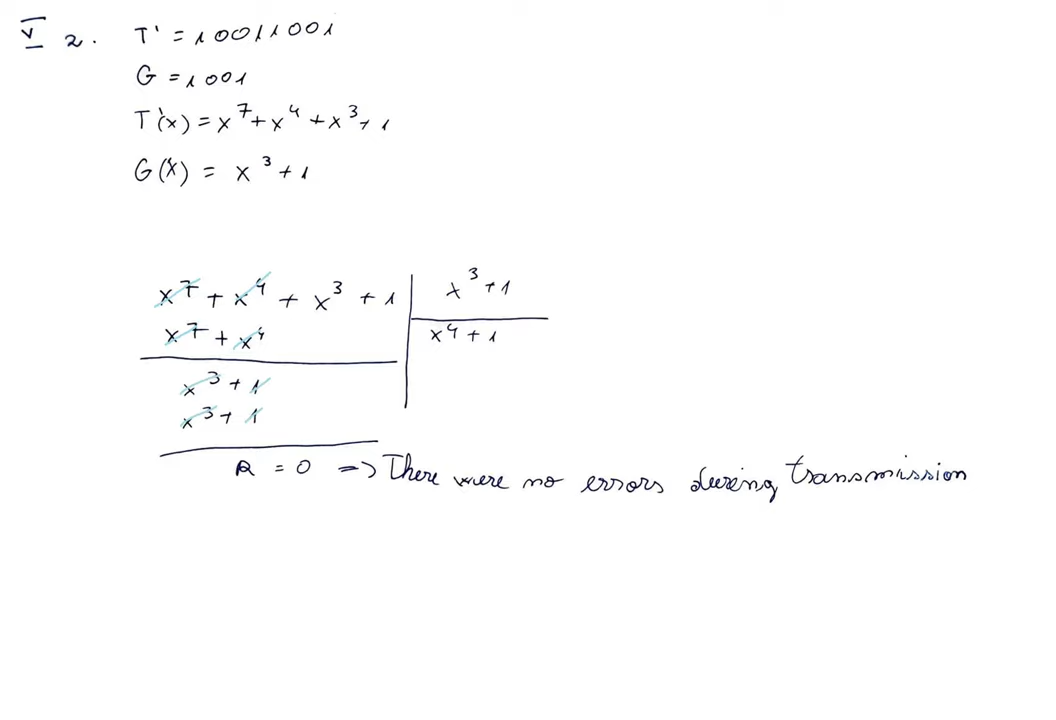 V 2. T' = 10011001
G = 1001
T'(x) = x^7 + x^4 + x^3 + 1
G(x) = x^3 + 1
x^7 + x^4 + x^3 + 1 | x^3 + 1
x^7 + x^4 | x^4 + 1
x^3 + 1
x^3 + 1
R = 0 => There were no errors during transmission